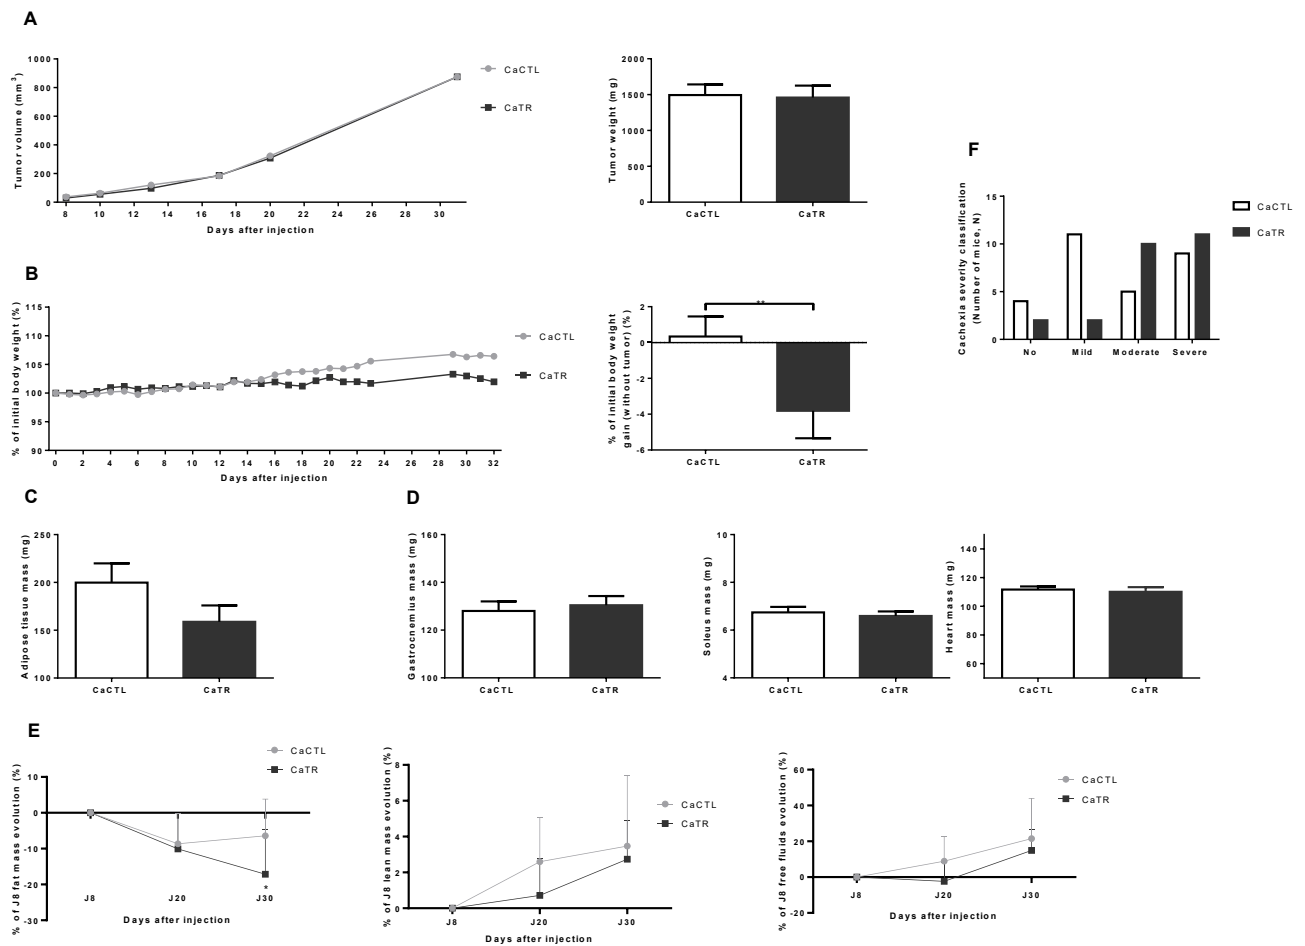 A
Tumor volume (mm3)
1000
800
600
400
200
0
8 10 12 14 16 18 20 22 24 26 28 30
Days after injection
CaCTL
CaTR
Tumor weight (mg)
2000
1500
1000
500
0
CaCTL CaTR
F
Cachexia severity classification
(Number of mice, N)
15
10
5
0
No Mild Moderate Severe
CaCTL
CaTR
B
% of initial body weight (%)
115
110
105
100
95
90
0 2 4 6 8 10 12 14 16 18 20 22 24 26 28 30 32
Days after injection
CaCTL
CaTR
% of initial body weight
gain (without tumor) (%)
2
0
-2
-4
-6
**
CaCTL CaTR
C
Adipose tissue mass (mg)
250
200
150
100
CaCTL CaTR
D
Gastrocnemius mass (mg)
160
140
120
100
CaCTL CaTR
Soleus mass (mg)
10
8
6
4
CaCTL CaTR
Heart mass (mg)
140
120
100
80
60
CaCTL CaTR
E
% of J8 fat mass evolution (%)
10
0
-10
-20
-30
J8 J20 J30
*
Days after injection
CaCTL
CaTR
% of J8 lean mass evolution (%)
8
6
4
2
0
J8 J20 J30
Days after injection
CaCTL
CaTR
% of J8 free fluids evolution (%)
60
40
20
0
-20
J8 J20 J30
Days after injection
CaCTL
CaTR